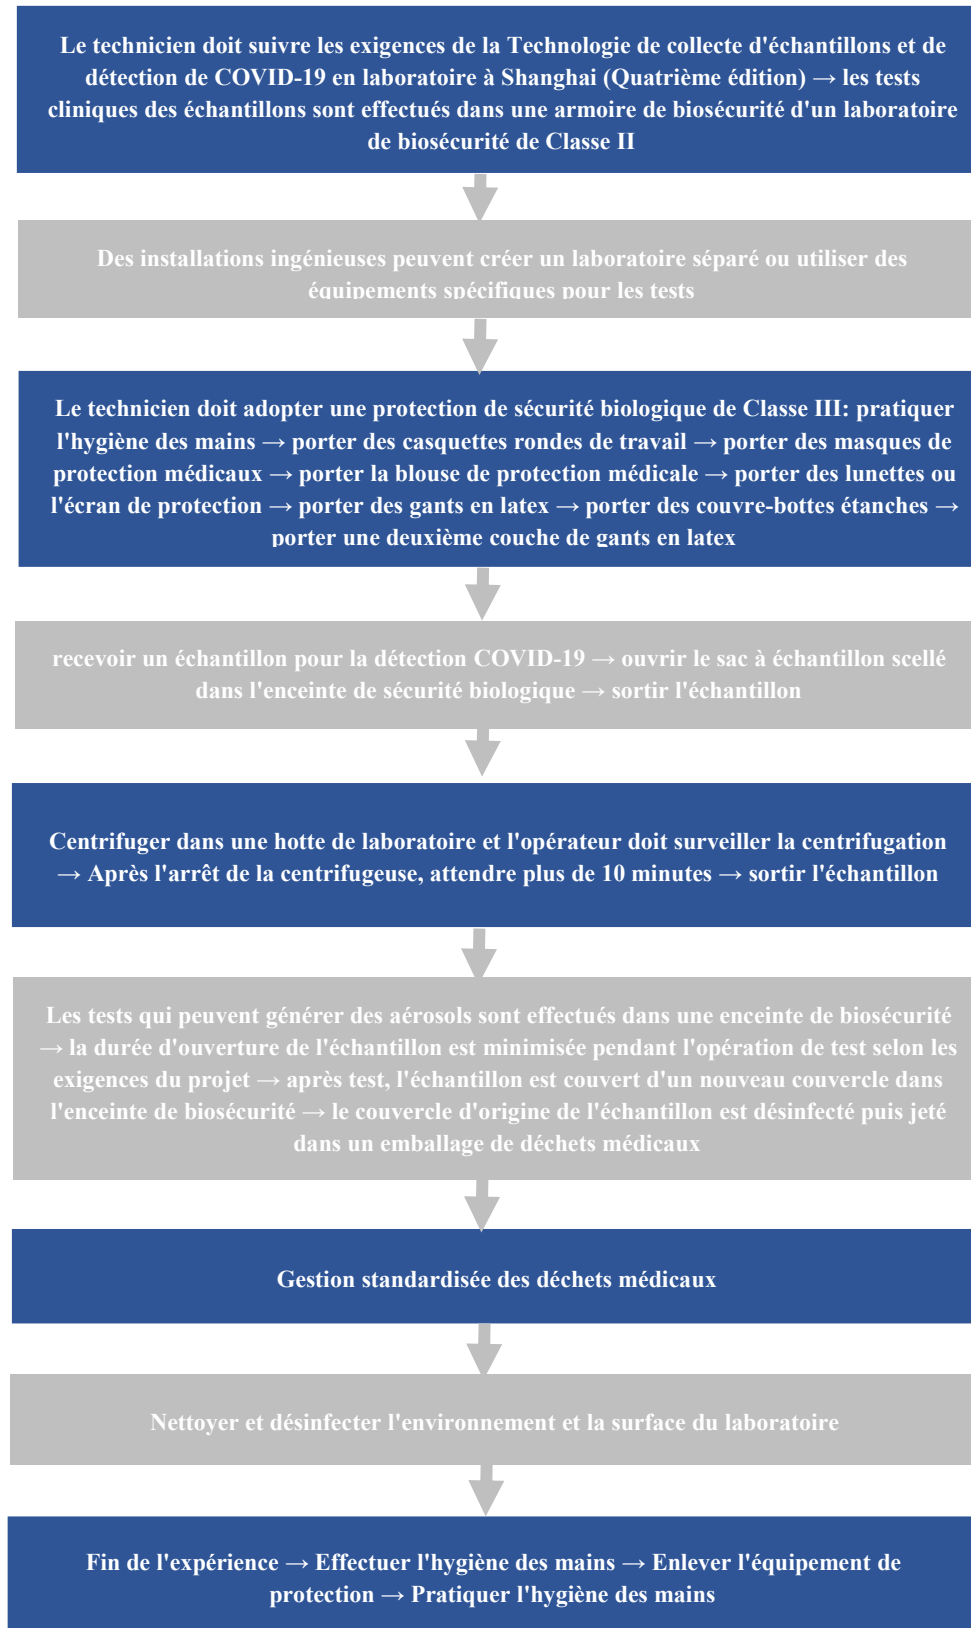 Le technicien doit suivre les exigences de la Technologie de collecte d'échantillons et de
détection de COVID-19 en laboratoire à Shanghai (Quatrième édition) → les tests
cliniques des échantillons sont effectués dans une armoire de biosécurité d'un laboratoire
de biosécurité de Classe II
Des installations ingénieuses peuvent créer un laboratoire séparé ou utiliser des
équipements spécifiques pour les tests
Le technicien doit adopter une protection de sécurité biologique de Classe III: pratiquer
l'hygiène des mains → porter des casquettes rondes de travail → porter des masques de
protection médicaux → porter la blouse de protection médicale → porter des lunettes ou
l'écran de protection → porter des gants en latex → porter des couvre-bottes étanches →
porter une deuxième couche de gants en latex
recevoir un échantillon pour la détection COVID-19 → ouvrir le sac à échantillon scellé
dans l'enceinte de sécurité biologique → sortir l'échantillon
Centrifuger dans une hotte de laboratoire et l'opérateur doit surveiller la centrifugation
→ Après l'arrêt de la centrifugeuse, attendre plus de 10 minutes → sortir l'échantillon
Les tests qui peuvent générer des aérosols sont effectués dans une enceinte de biosécurité
→ la durée d'ouverture de l'échantillon est minimisée pendant l'opération de test selon les
exigences du projet → après test, l'échantillon est couvert d'un nouveau couvercle dans
l'enceinte de biosécurité → le couvercle d'origine de l'échantillon est désinfecté puis jeté
dans un emballage de déchets médicaux
Gestion standardisée des déchets médicaux
Nettoyer et désinfecter l'environnement et la surface du laboratoire
Fin de l'expérience → Effectuer l'hygiène des mains → Enlever l'équipement de
protection → Pratiquer l'hygiène des mains